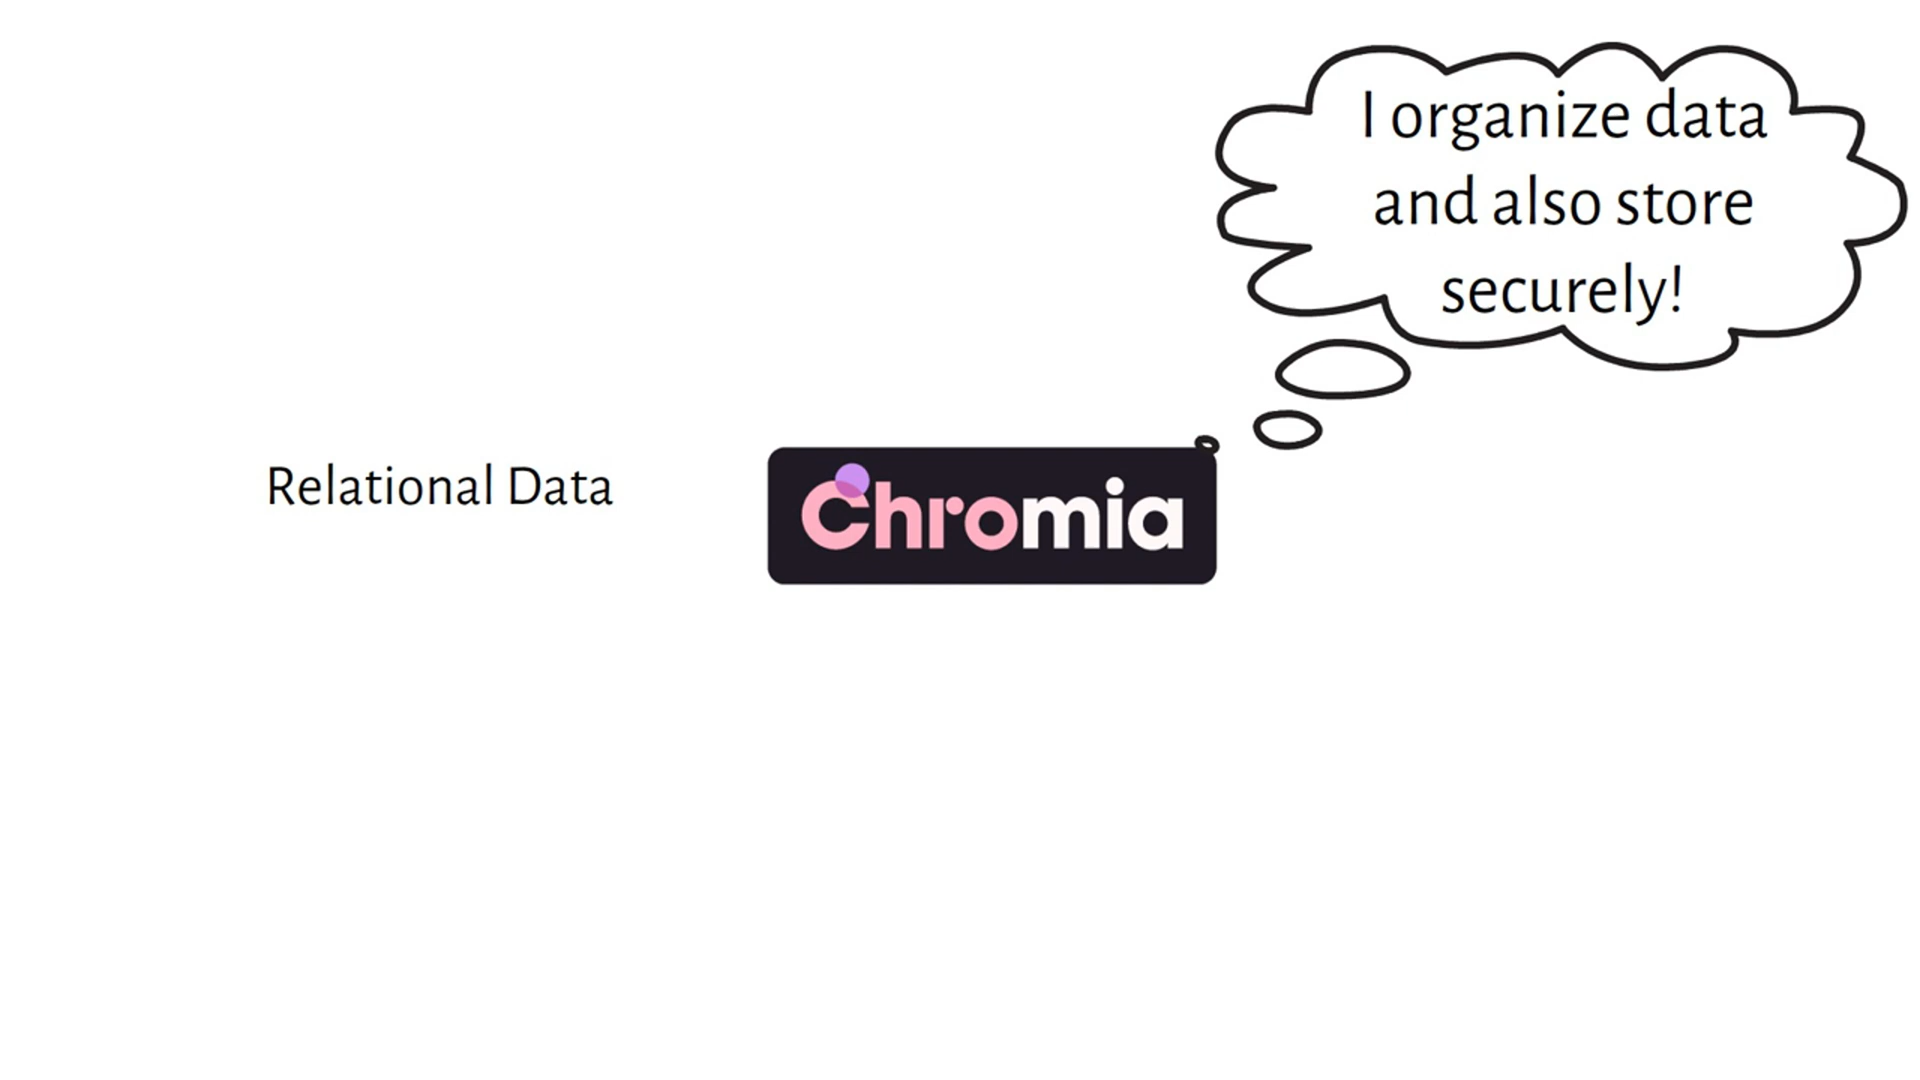 I organize data
and also store
securely!
Relational Data
Chromia